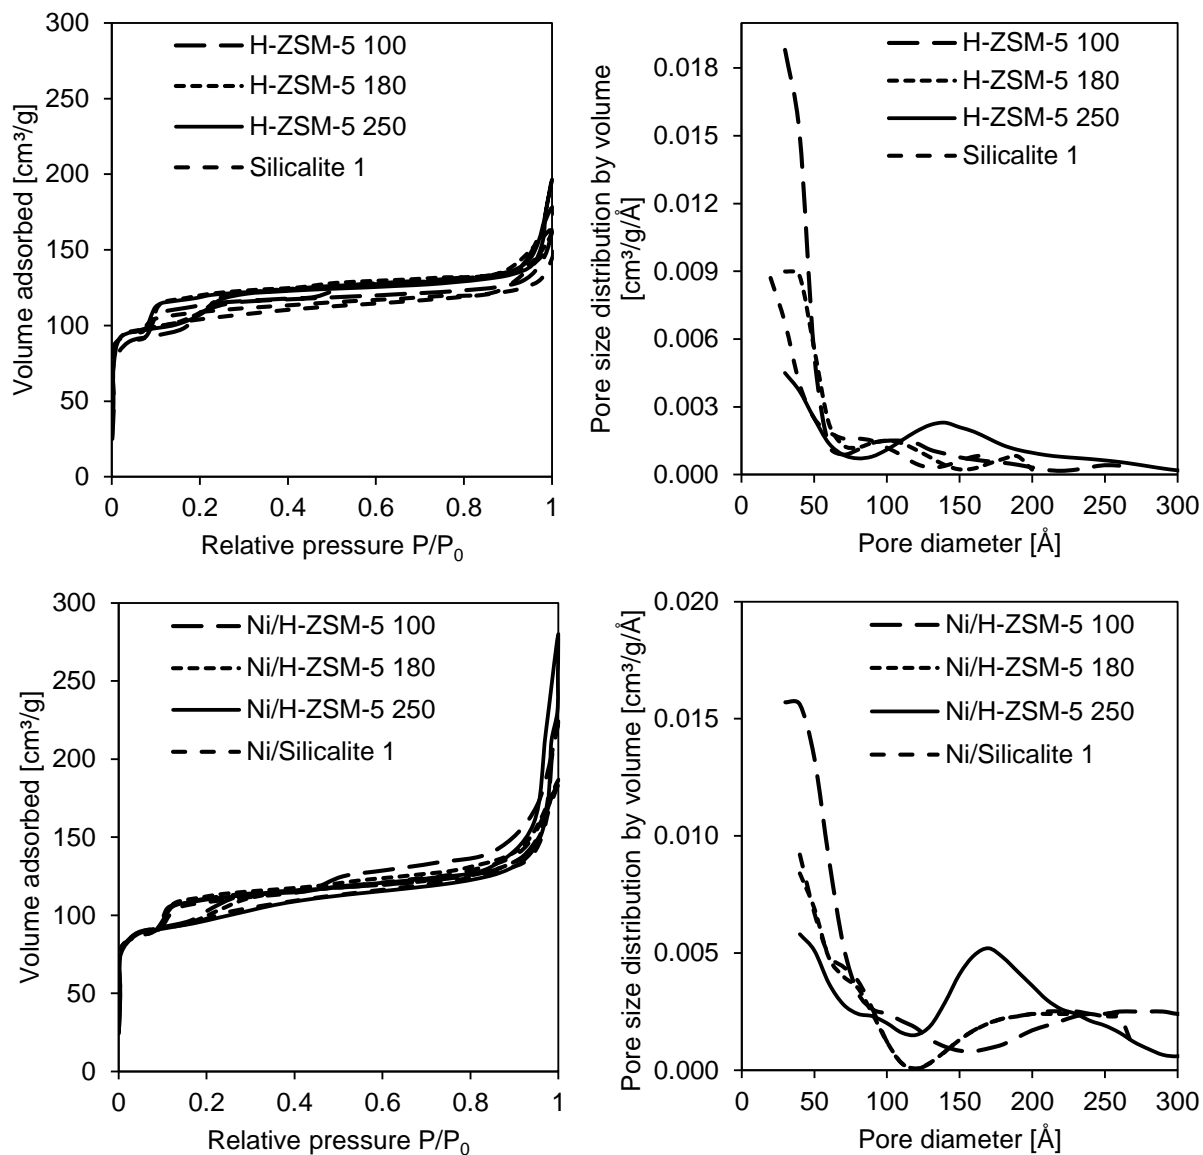 Volume adsorbed [cm³/g]
300
250
200
150
100
50
0
0 0.2 0.4 0.6 0.8 1
Relative pressure P/P₀
H-ZSM-5 100
H-ZSM-5 180
H-ZSM-5 250
Silicalite 1
Pore size distribution by volume
[cm³/g/Å]
0.018
0.015
0.012
0.009
0.006
0.003
0.000
0 50 100 150 200 250 300
Pore diameter [Å]
H-ZSM-5 100
H-ZSM-5 180
H-ZSM-5 250
Silicalite 1
Volume adsorbed [cm³/g]
300
250
200
150
100
50
0
0 0.2 0.4 0.6 0.8 1
Relative pressure P/P₀
Ni/H-ZSM-5 100
Ni/H-ZSM-5 180
Ni/H-ZSM-5 250
Ni/Silicalite 1
Pore size distribution by volume [cm³/g/Å]
0.020
0.015
0.010
0.005
0.000
0 50 100 150 200 250 300
Pore diameter [Å]
Ni/H-ZSM-5 100
Ni/H-ZSM-5 180
Ni/H-ZSM-5 250
Ni/Silicalite 1